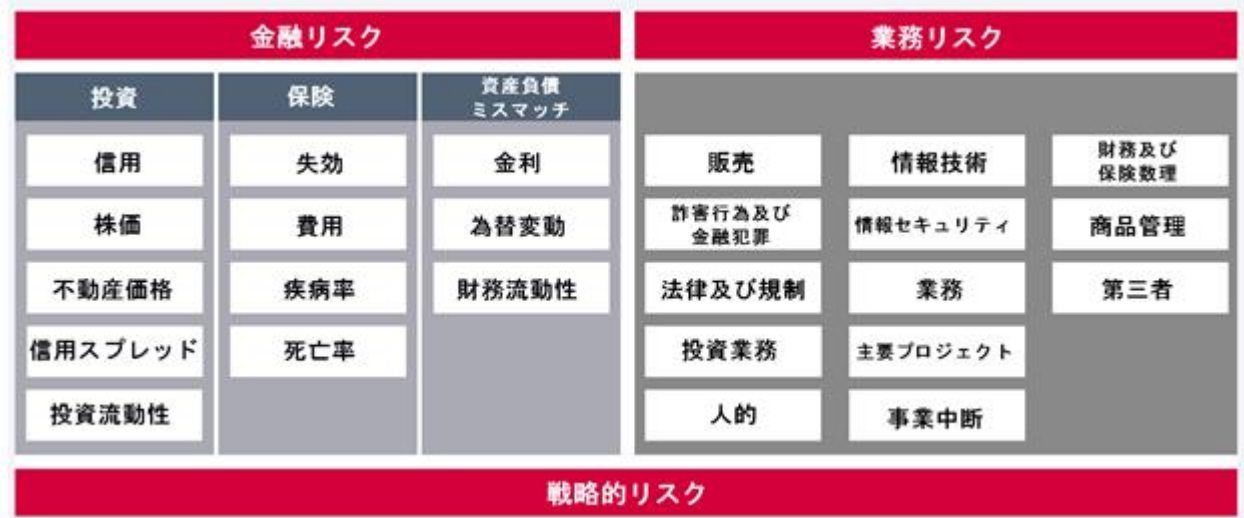 金融リスク
業務リスク
投資
保険
資産負債
ミスマッチ
信用
失効
金利
株価
費用
為替変動
不動産価格
疾病率
財務流動性
信用スプレッド
死亡率
投資流動性
販売
情報技術
財務及び
保険数理
詐害行為及び
金融犯罪
情報セキュリティ
商品管理
法律及び規制
業務
第三者
投資業務
主要プロジェクト
人的
事業中断
戦略的リスク